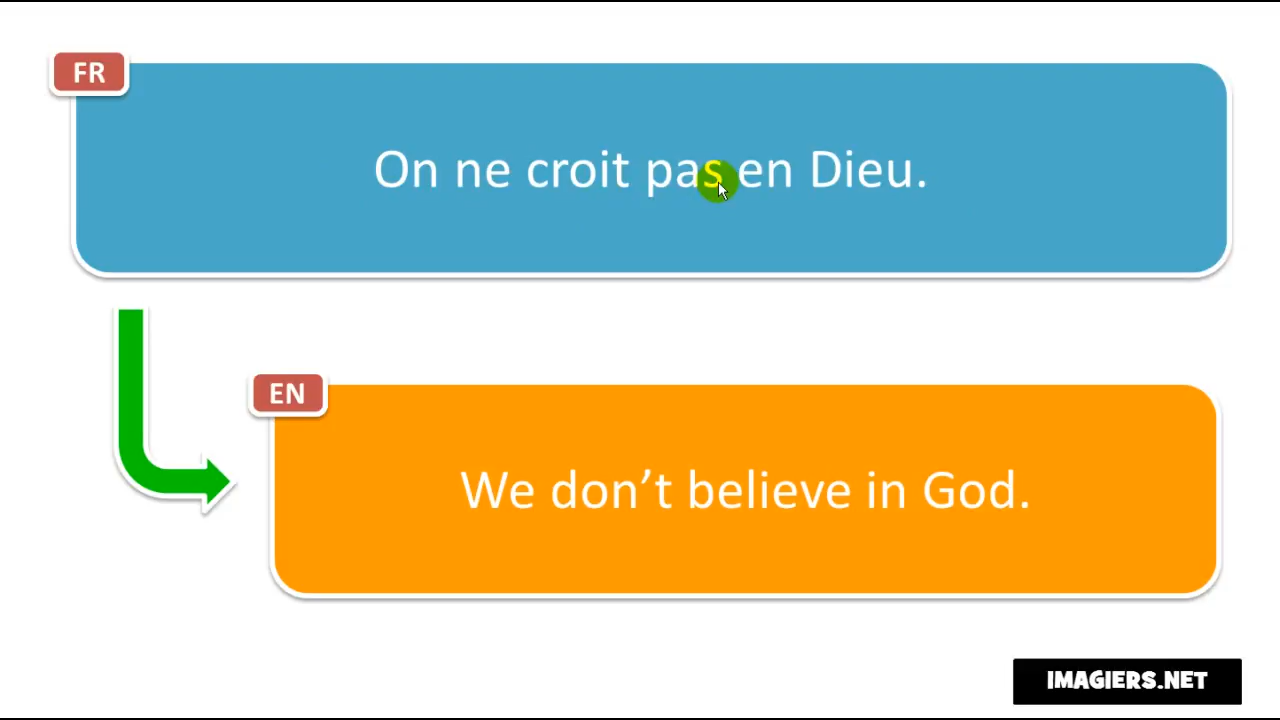 FR
On ne croit pas en Dieu.
EN
We don’t believe in God.
IMAGIERS.NET